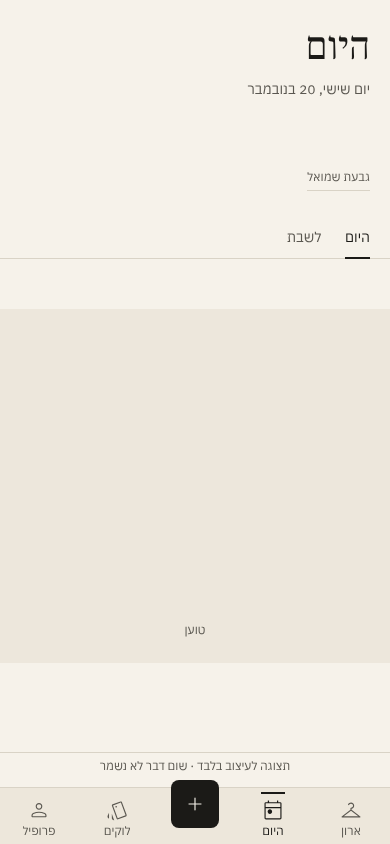 היום
יום שישי, 20 בנובמבר
גבעת שמואל
היום לשבת
טוען
תצוגה לעיצוב בלבד · שום דבר לא נשמר
ארון היום + לוקים פרופיל